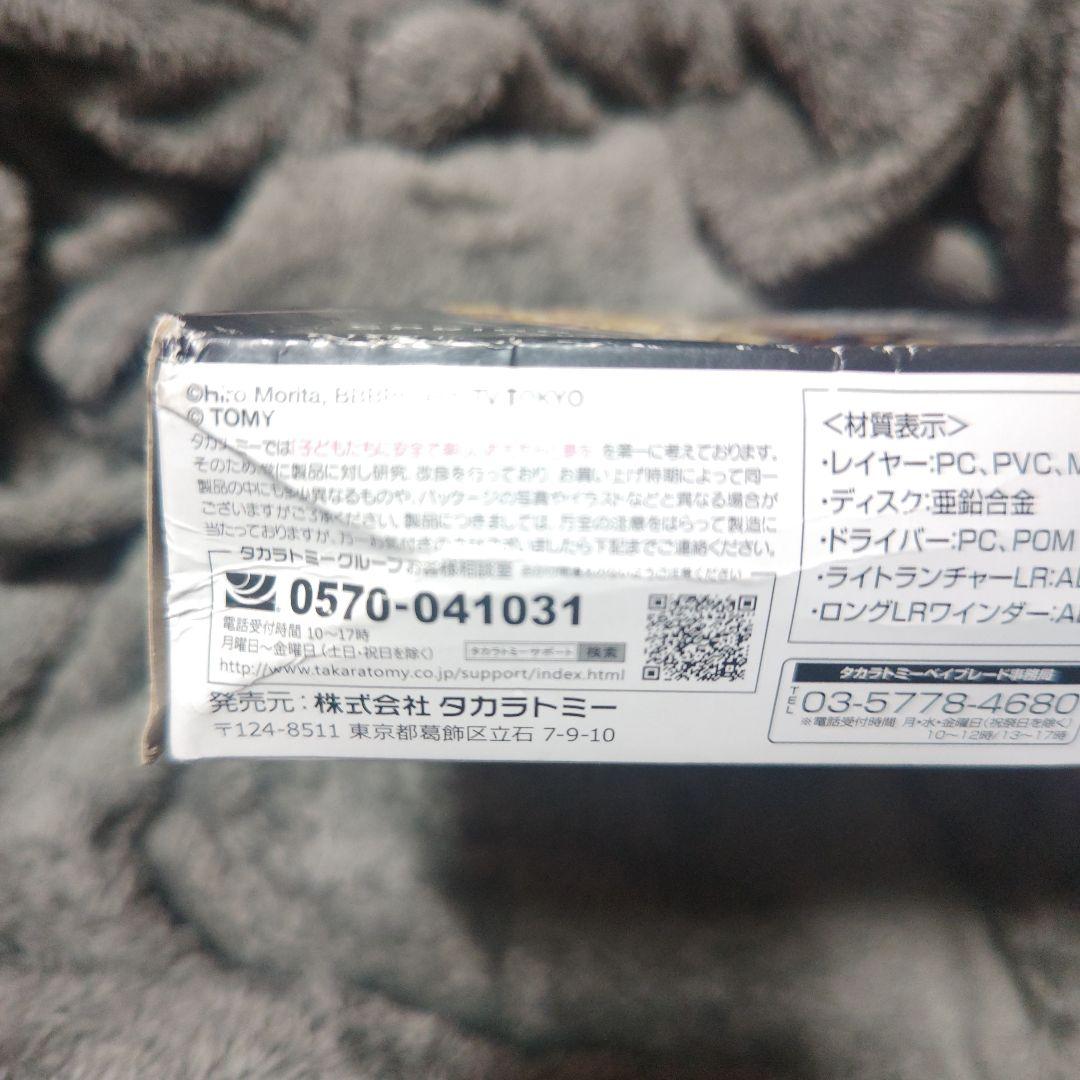 ©Hiro Morita, TV TOKYO
© TOMY
タカラトミーでは「子どもたちに安全で を第一に考えております。
そのため常に製品に対し研究、改良を行っており、お買い上げ時期によって同一
製品の中にも多少異なるものや、パッケージの写真やイラストなどと異なる場合が
ございますがご了承ください。製品につきましては、万全の注意をはらって製造に
当たっておりますが、万一お気付きの ましたら下記までご連絡ください。
タカラトミーグループお客様相談室
0570-041031
電話受付時間 10〜17時
月曜日〜金曜日(土日・祝日を除く)
タカラトミーサポート 検索
http://www.takaratomy.co.jp/support/index.html
発売元:株式会社 タカラトミー
〒124-8511 東京都葛飾区立石 7-9-10
<材質表示>
・レイヤー:PC、PVC、
・ディスク:亜鉛合金
・ドライバー:PC、POM
・ライトランチャーLR:
・ロングLRワインダー:
タカラトミーベイブレード事務局
TEL 03-5778-4680
※電話受付時間 月・水・金曜日(祝祭日を除く)
10〜12時/13〜17時